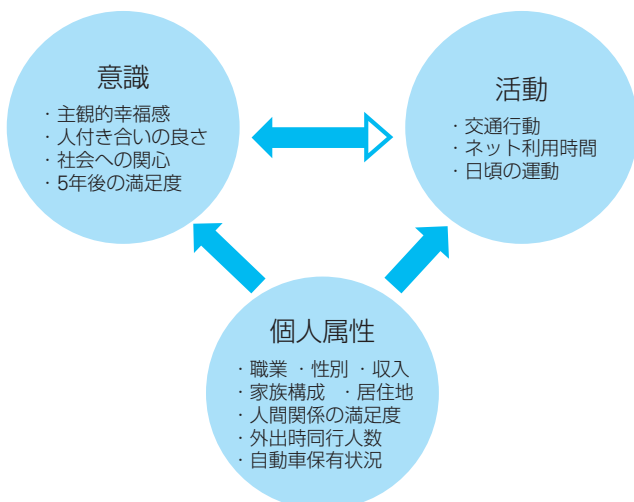 意識
・主観的幸福感
・人付き合いの良さ
・社会への関心
・5年後の満足度
活動
・交通行動
・ネット利用時間
・日頃の運動
個人属性
・職業 ・性別 ・収入
・家族構成 ・居住地
・人間関係の満足度
・外出時同行人数
・自動車保有状況